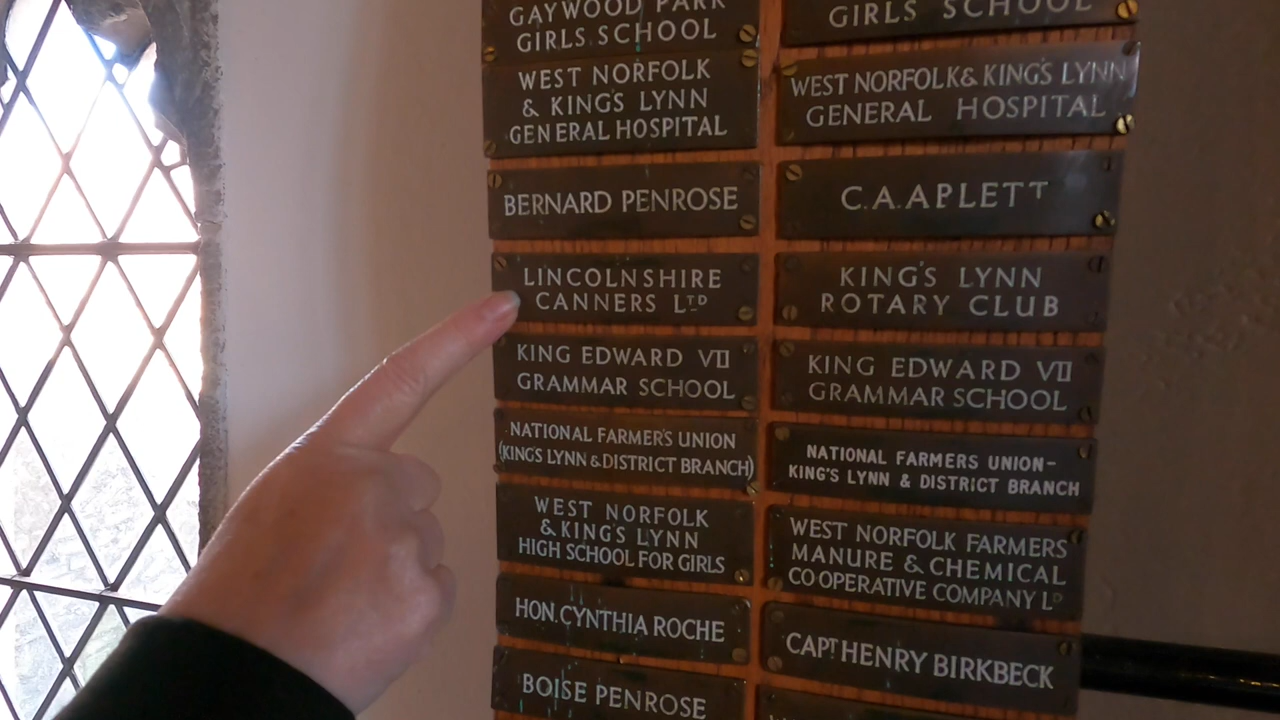 GAYWOOD PARK
GIRLS SCHOOL
WEST NORFOLK
& KING'S LYNN
GENERAL HOSPITAL
BERNARD PENROSE
LINCOLNSHIRE
CANNERS LTD
KING EDWARD VII
GRAMMAR SCHOOL
NATIONAL FARMER'S UNION
(KING'S LYNN & DISTRICT BRANCH)
WEST NORFOLK
& KING'S LYNN
HIGH SCHOOL FOR GIRLS
HON. CYNTHIA ROCHE
BOISE PENROSE
GIRLS SCHOOL
WEST NORFOLK & KING'S LYNN
GENERAL HOSPITAL
C. A. APLETT
KING'S LYNN
ROTARY CLUB
KING EDWARD VII
GRAMMAR SCHOOL
NATIONAL FARMERS UNION-
KING'S LYNN & DISTRICT BRANCH
WEST NORFOLK FARMERS
MANURE & CHEMICAL
CO OPERATIVE COMPANY LD
CAPT HENRY BIRKBECK